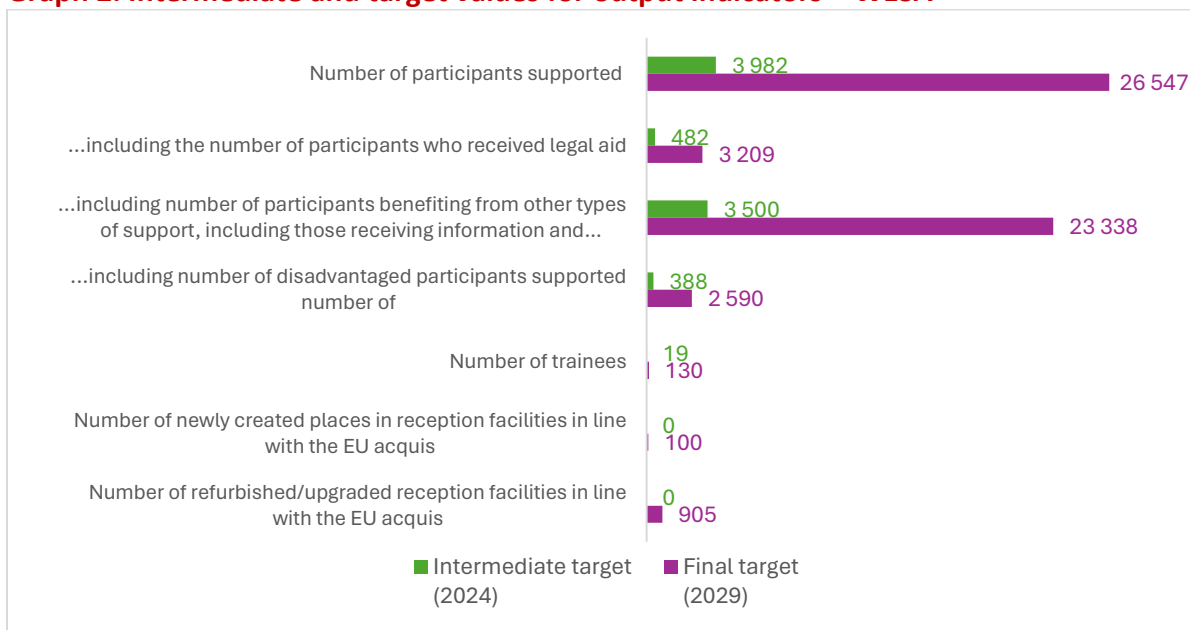 Number of participants supported
3 982
26 547
...including the number of participants who received legal aid
482
3 209
...including number of participants benefiting from other types
of support, including those receiving information and...
3 500
23 338
...including number of disadvantaged participants supported
number of
388
2 590
Number of trainees
19
130
Number of newly created places in reception facilities in line
with the EU acquis
0
100
Number of refurbished/upgraded reception facilities in line
with the EU acquis
0
905
Intermediate target
(2024)
Final target
(2029)